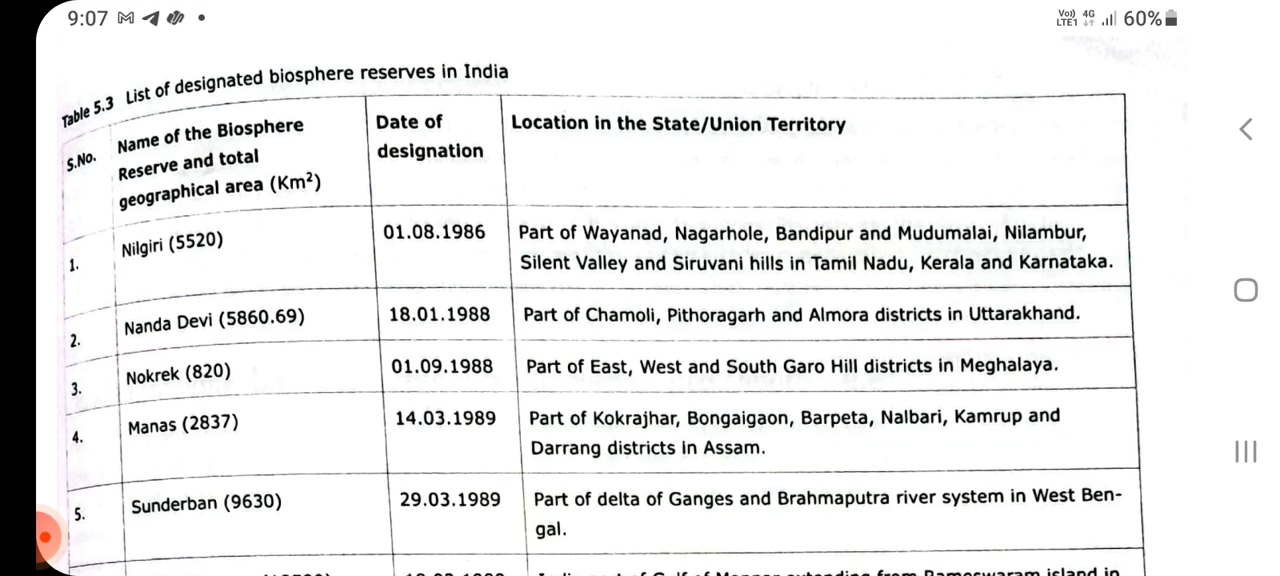 9:07
Vo)) 4G
LTE1 60%
Table 5.3 List of designated biosphere reserves in India
S.No. Name of the Biosphere Reserve and total geographical area (Km²) Date of designation Location in the State/Union Territory
1. Nilgiri (5520) 01.08.1986 Part of Wayanad, Nagarhole, Bandipur and Mudumalai, Nilambur,
Silent Valley and Siruvani hills in Tamil Nadu, Kerala and Karnataka.
2. Nanda Devi (5860.69) 18.01.1988 Part of Chamoli, Pithoragarh and Almora districts in Uttarakhand.
3. Nokrek (820) 01.09.1988 Part of East, West and South Garo Hill districts in Meghalaya.
4. Manas (2837) 14.03.1989 Part of Kokrajhar, Bongaigaon, Barpeta, Nalbari, Kamrup and
Darrang districts in Assam.
5. Sunderban (9630) 29.03.1989 Part of delta of Ganges and Brahmaputra river system in West Ben-
gal.